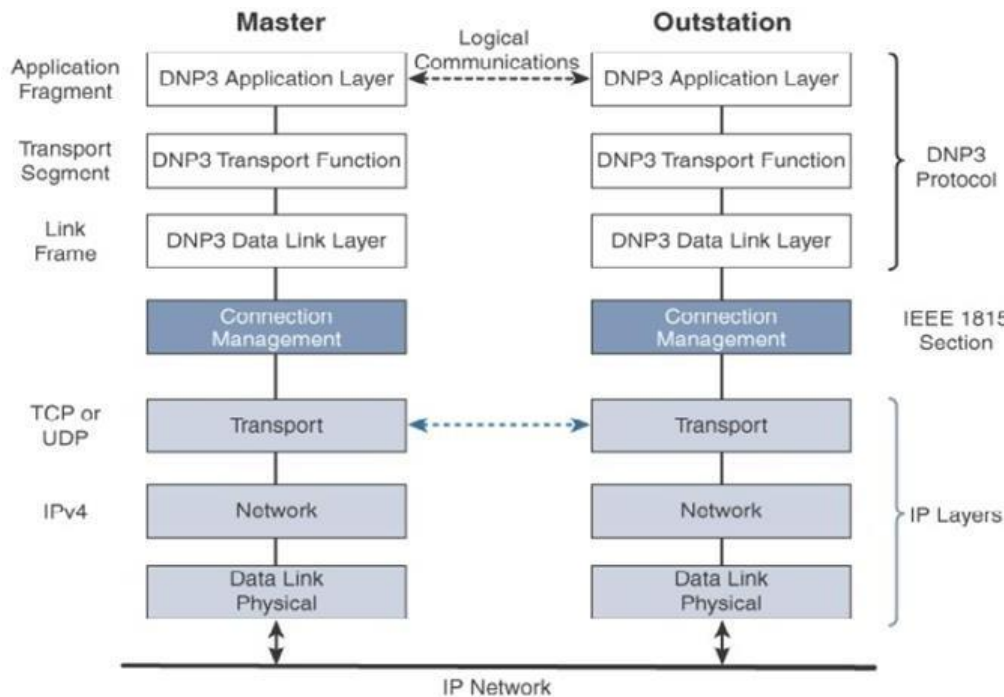 Master
Outstation
Logical
Communications
Application
Fragment
DNP3 Application Layer
DNP3 Application Layer
Transport
Segment
DNP3 Transport Function
DNP3 Transport Function
DNP3
Protocol
Link
Frame
DNP3 Data Link Layer
DNP3 Data Link Layer
Connection
Management
Connection
Management
IEEE 1815
Section
TCP or
UDP
Transport
Transport
IPv4
Network
Network
IP Layers
Data Link
Physical
Data Link
Physical
IP Network